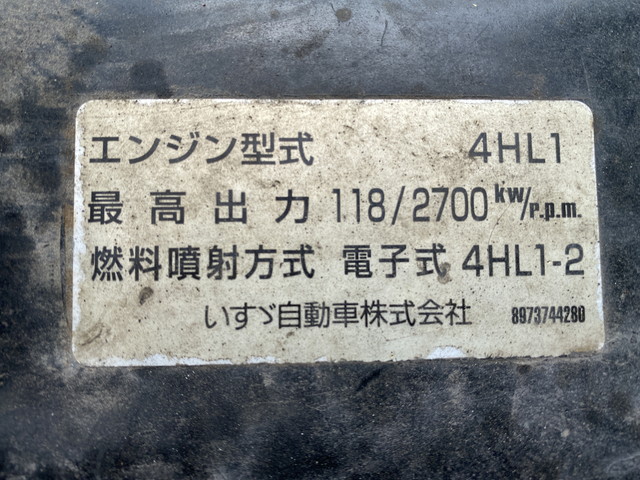 エンジン型式 4HL1
最高出力 118/2700 kw/r.p.m.
燃料噴射方式 電子式 4HL1-2
いすゞ自動車株式会社 8973744280